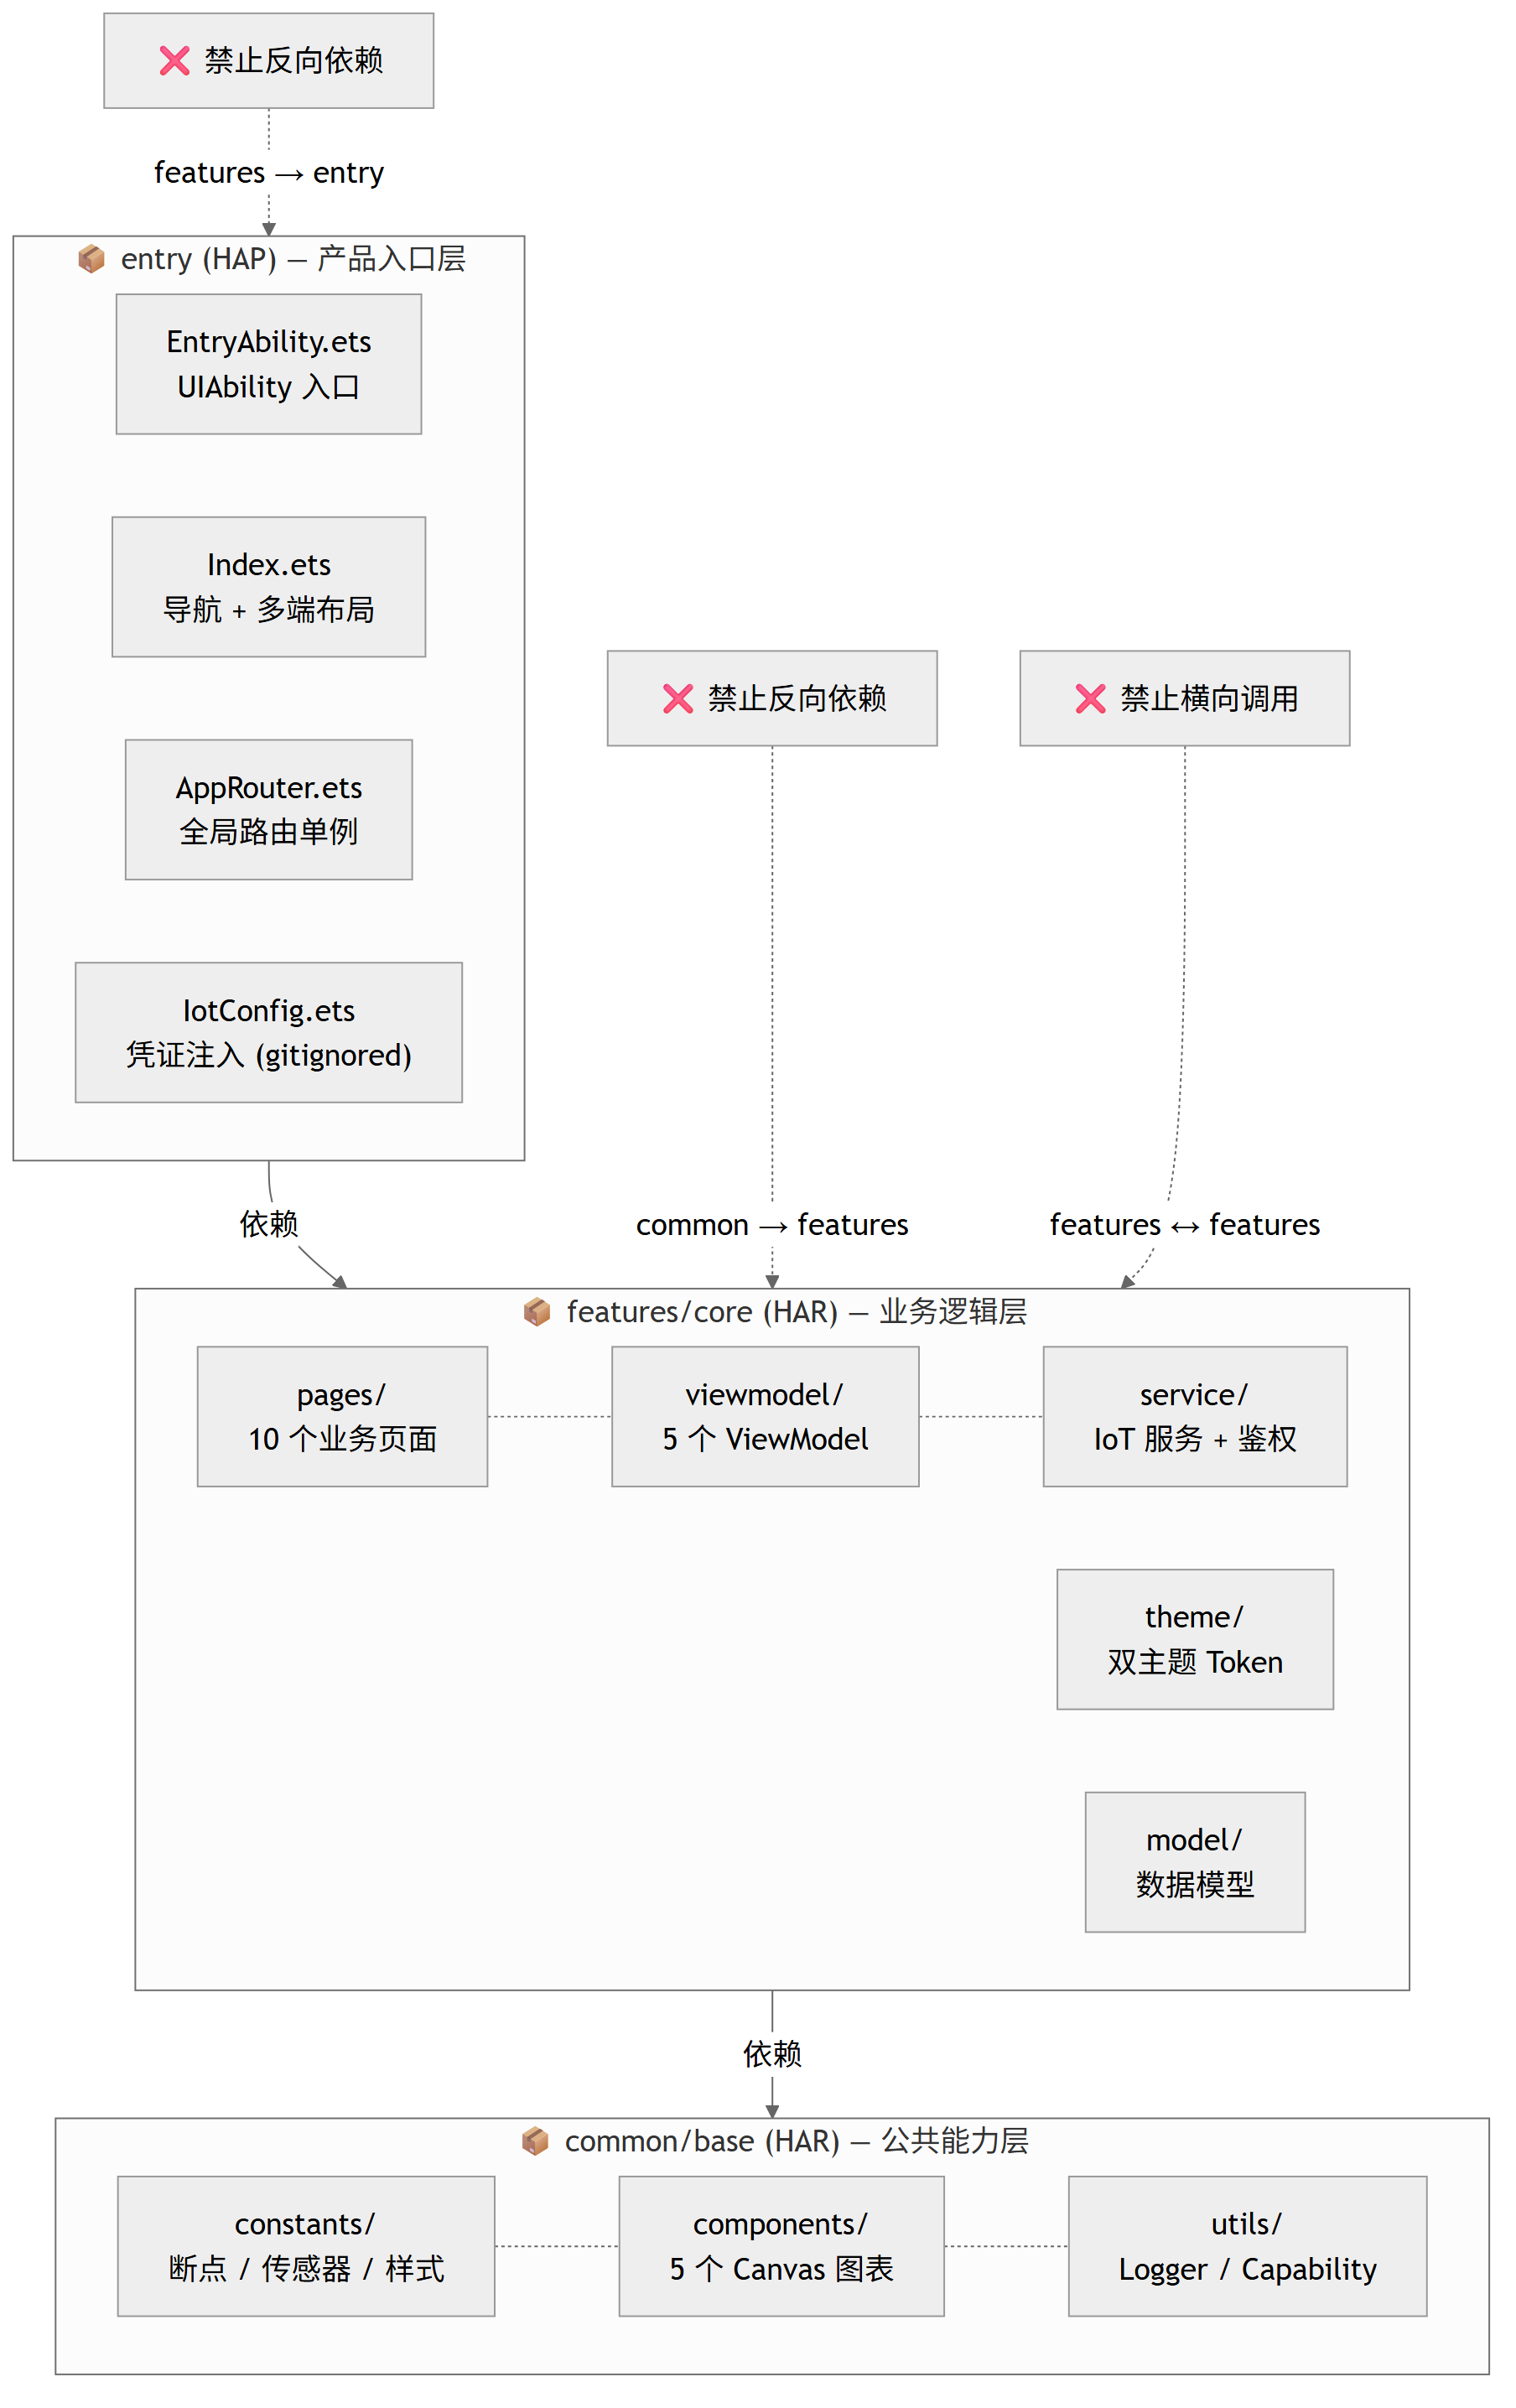 ❌ 禁止反向依赖
features → entry
📦 entry (HAP) — 产品入口层
EntryAbility.ets
UIAbility 入口
Index.ets
导航 + 多端布局
AppRouter.ets
全局路由单例
IotConfig.ets
凭证注入 (gitignored)
❌ 禁止反向依赖
❌ 禁止横向调用
依赖
common → features
features ↔ features
📦 features/core (HAR) — 业务逻辑层
pages/
10 个业务页面
viewmodel/
5 个 ViewModel
service/
IoT 服务 + 鉴权
theme/
双主题 Token
model/
数据模型
依赖
📦 common/base (HAR) — 公共能力层
constants/
断点 / 传感器 / 样式
components/
5 个 Canvas 图表
utils/
Logger / Capability